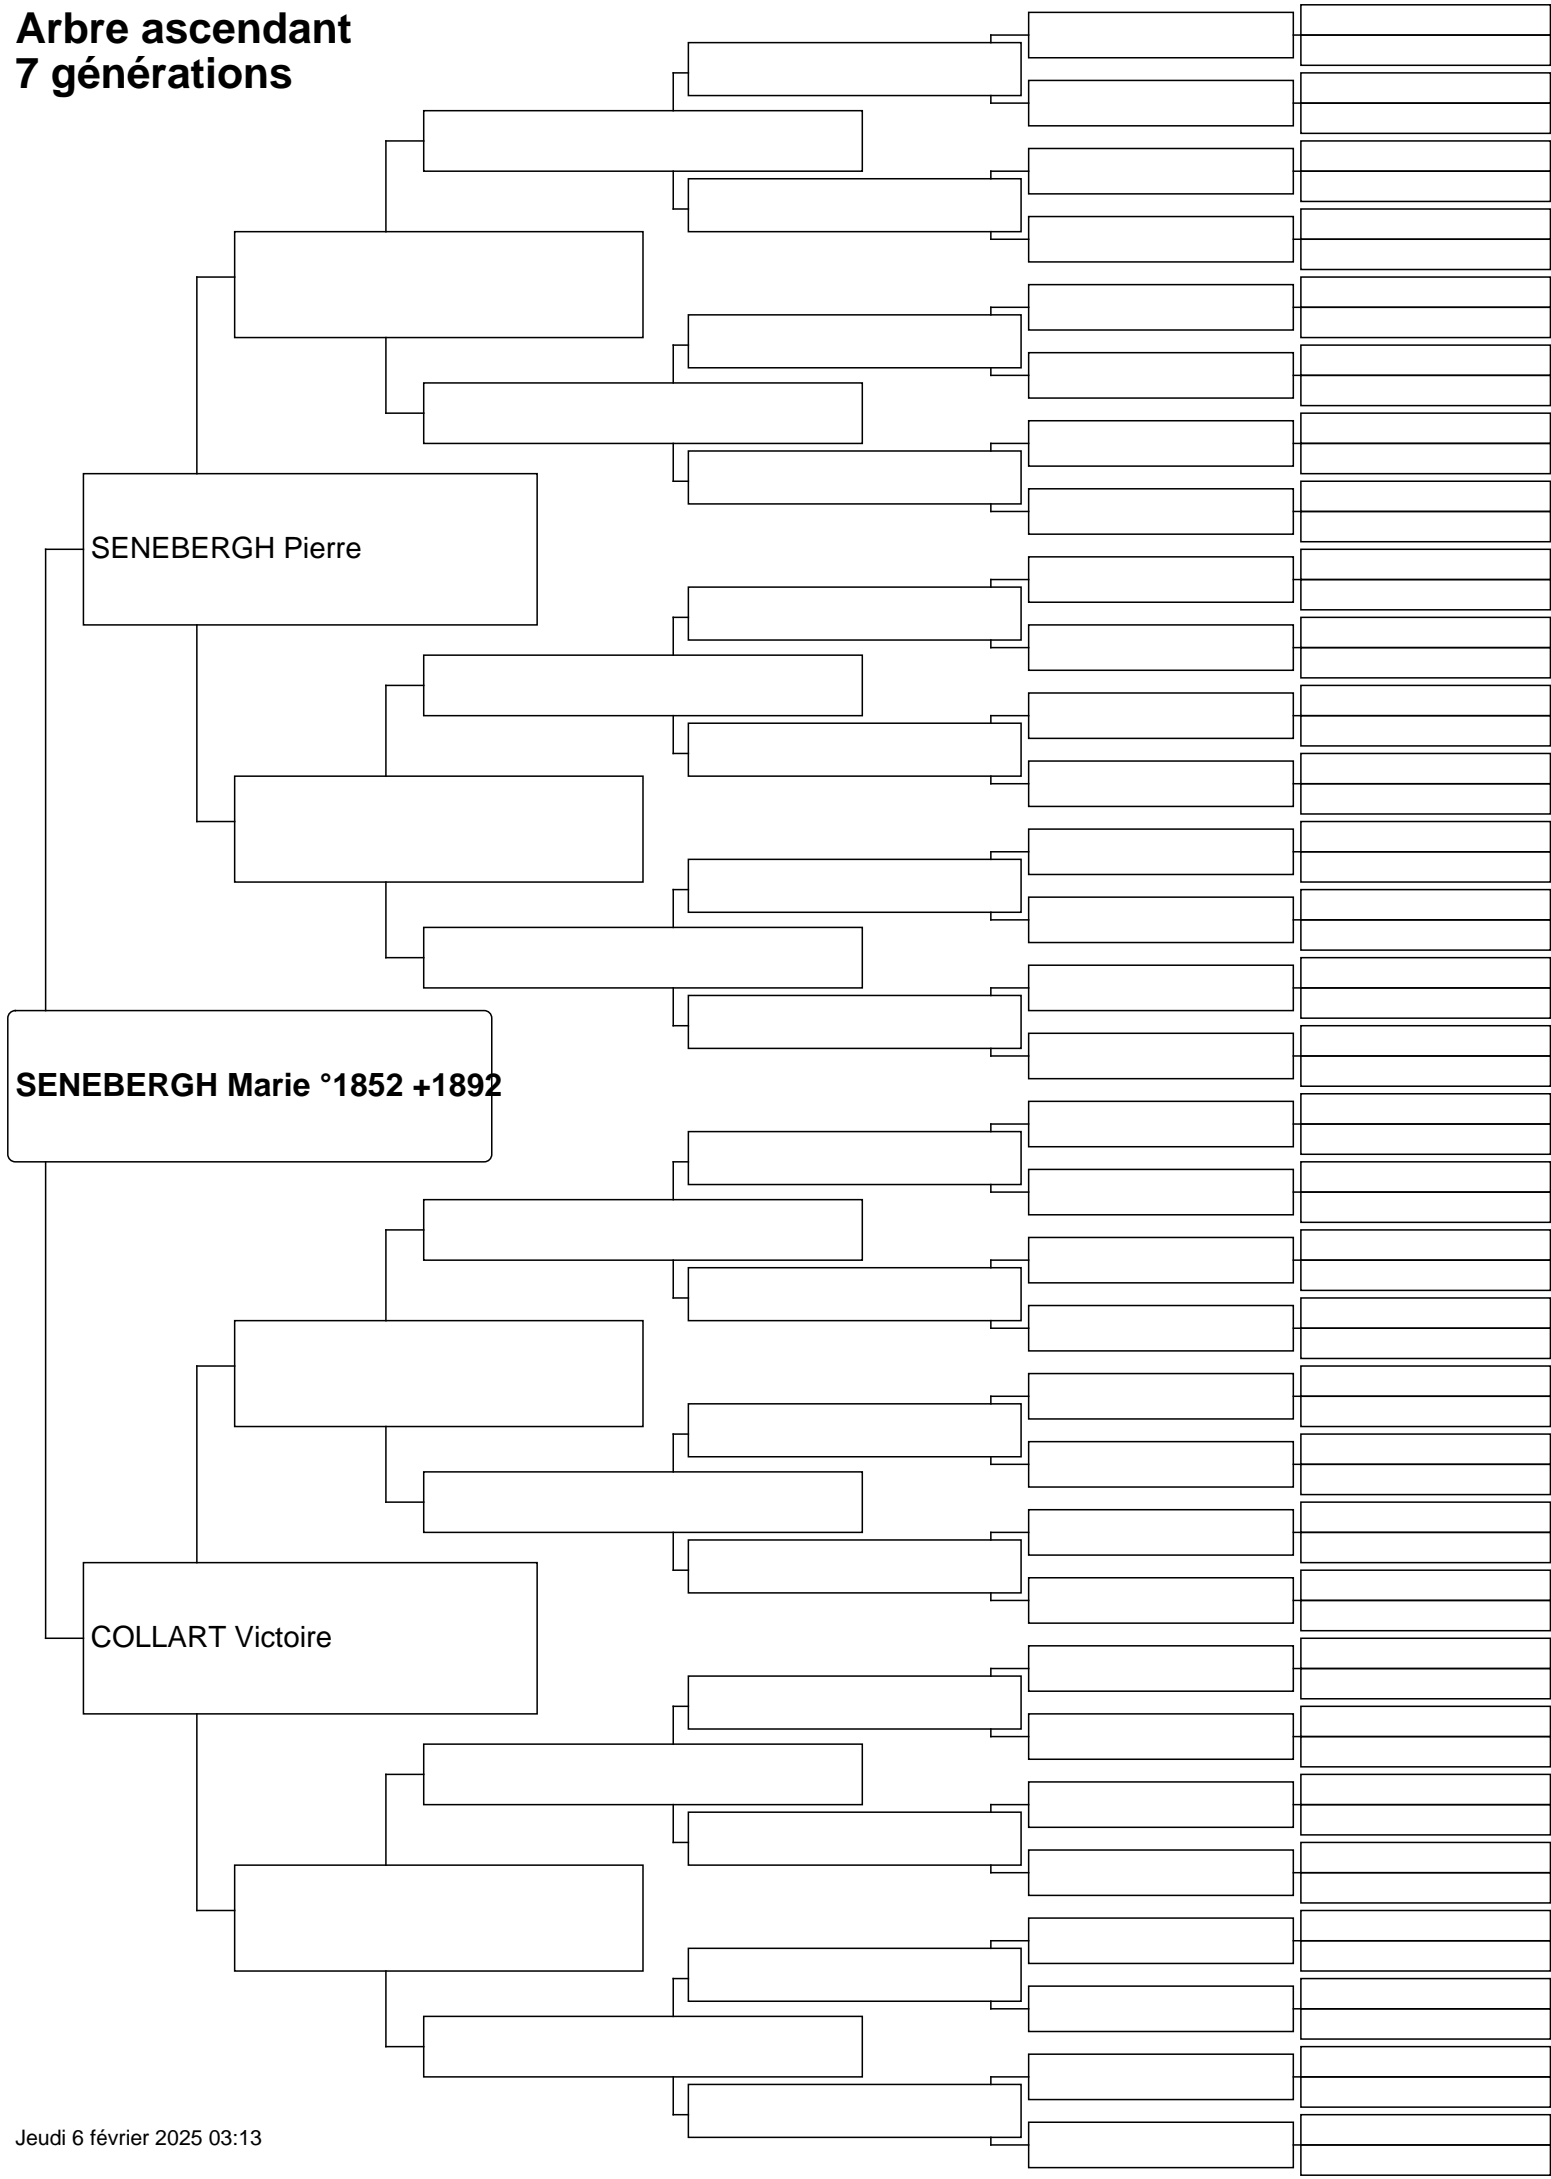 Arbre ascendant
7 générations
SENEBERGH Pierre
SENEBERGH Marie °1852 +1892
COLLART Victoire
Jeudi 6 février 2025 03:13